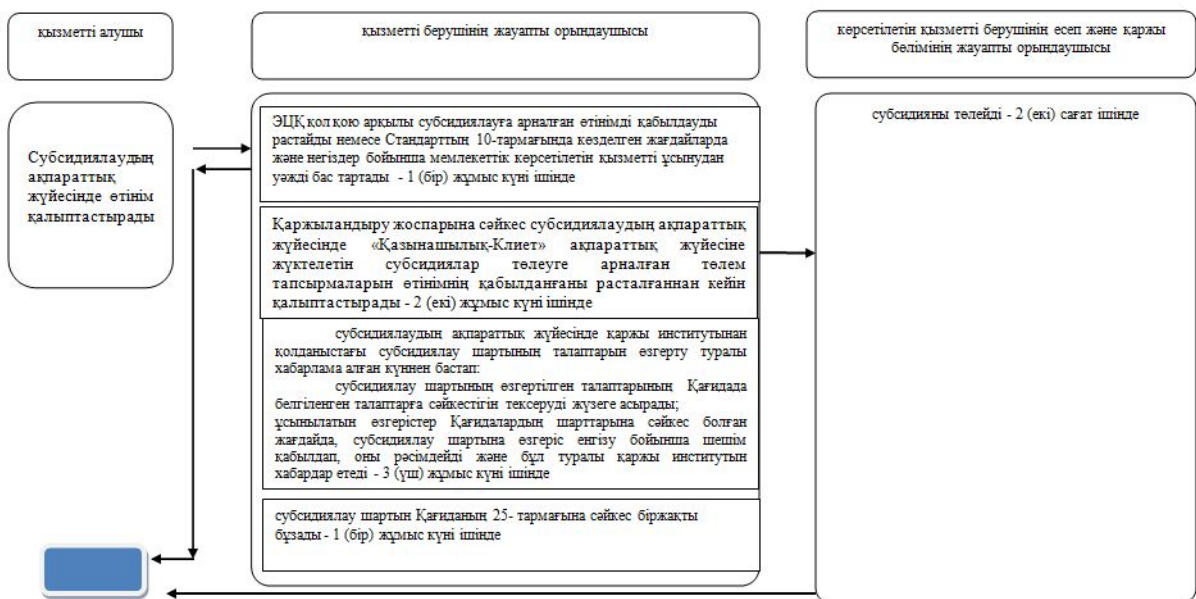 қызметті алушы
қызметті берушінің жауапты орындаушысы
көрсетілетін қызметті берушінің есеп және қаржы
бөлімінің жауапты орындаушысы
Субсидиялаудың
ақпараттық
жүйесінде өтінім
қалыптастырады
ЭЦҚ қол қою арқылы субсидиялауға арналған өтінімді қабылдауды
растайды немесе Стандарттың 10-тармағында көзделген жағдайларда
және негіздер бойынша мемлекеттік көрсетілетін қызметті ұсынудан
уәжді бас тартады - 1 (бір) жұмыс күні ішінде
Қаржыландыру жоспарына сәйкес субсидиялаудың ақпараттық
жүйесінде «Қазынашылық-Клиет» ақпараттық жүйесіне
жүктелетін субсидиялар төлеуге арналған төлем
тапсырмаларын өтінімнің қабылданғаны расталғаннан кейін
қалыптастырады - 2 (екі) жұмыс күні ішінде
субсидиялаудың ақпараттық жүйесінде қаржы институтынан
қолданыстағы субсидиялау шартының талаптарын өзгерту туралы
хабарлама алған күннен бастап:
субсидиялау шартының өзгертілген талаптарының Қағидада
белгіленген талаптарға сәйкестігін тексеруді жүзеге асырады;
ұсынылатын өзгерістер Қағидалардың шарттарына сәйкес болған
жағдайда, субсидиялау шартына өзгеріс енгізу бойынша шешім
қабылдап, оны рәсімдейді және бұл туралы қаржы институтын
хабардар етеді - 3 (үш) жұмыс күні ішінде
субсидиялау шартын Қағиданың 25- тармағына сәйкес біржақты
бұзады - 1 (бір) жұмыс күні ішінде
субсидияны төлейді - 2 (екі) сағат ішінде